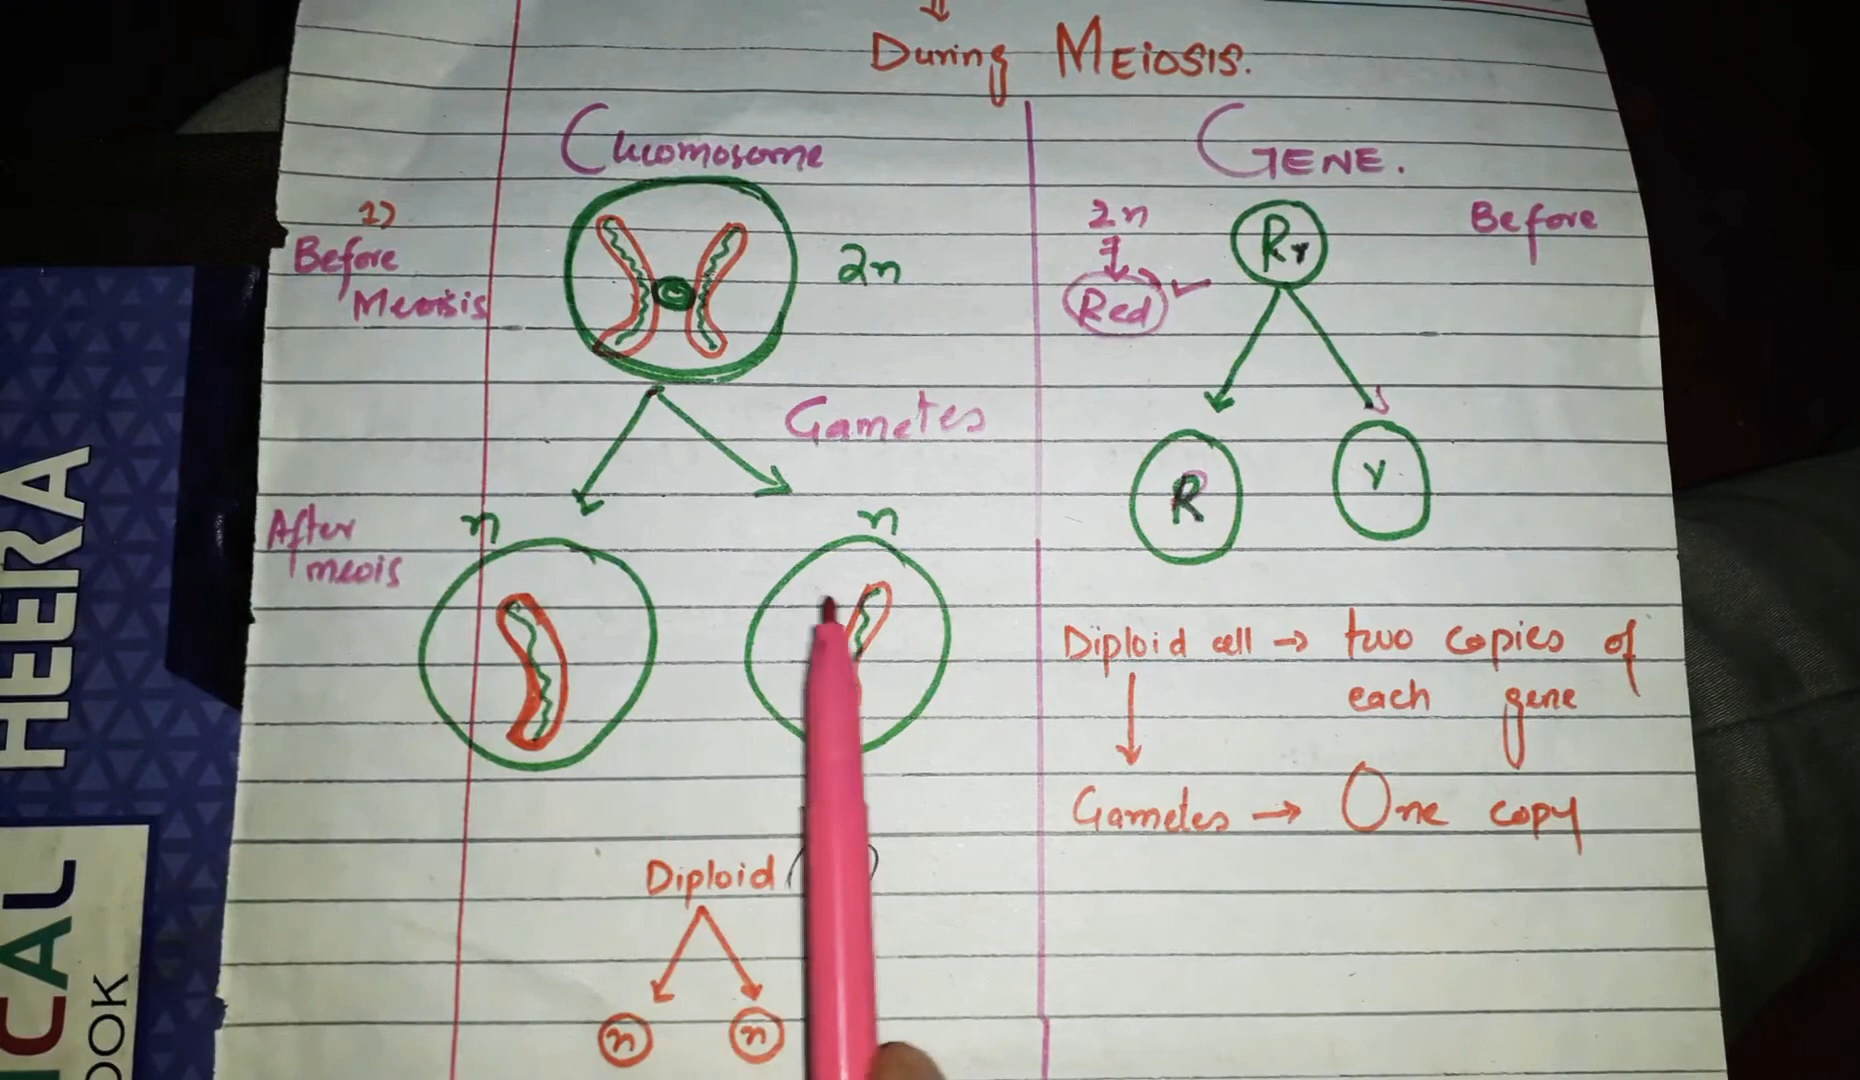 During MEIOSIS.
Chromosome
1)
Before
Meiosis
2n
Gametes
After
meois
n
n
Diploid (
n
n
GENE.
2n
Red
RY
Before
R
Y
Diploid cell → two copies of
each gene
Gametes → One copy
HEERA
ICAL
OOK